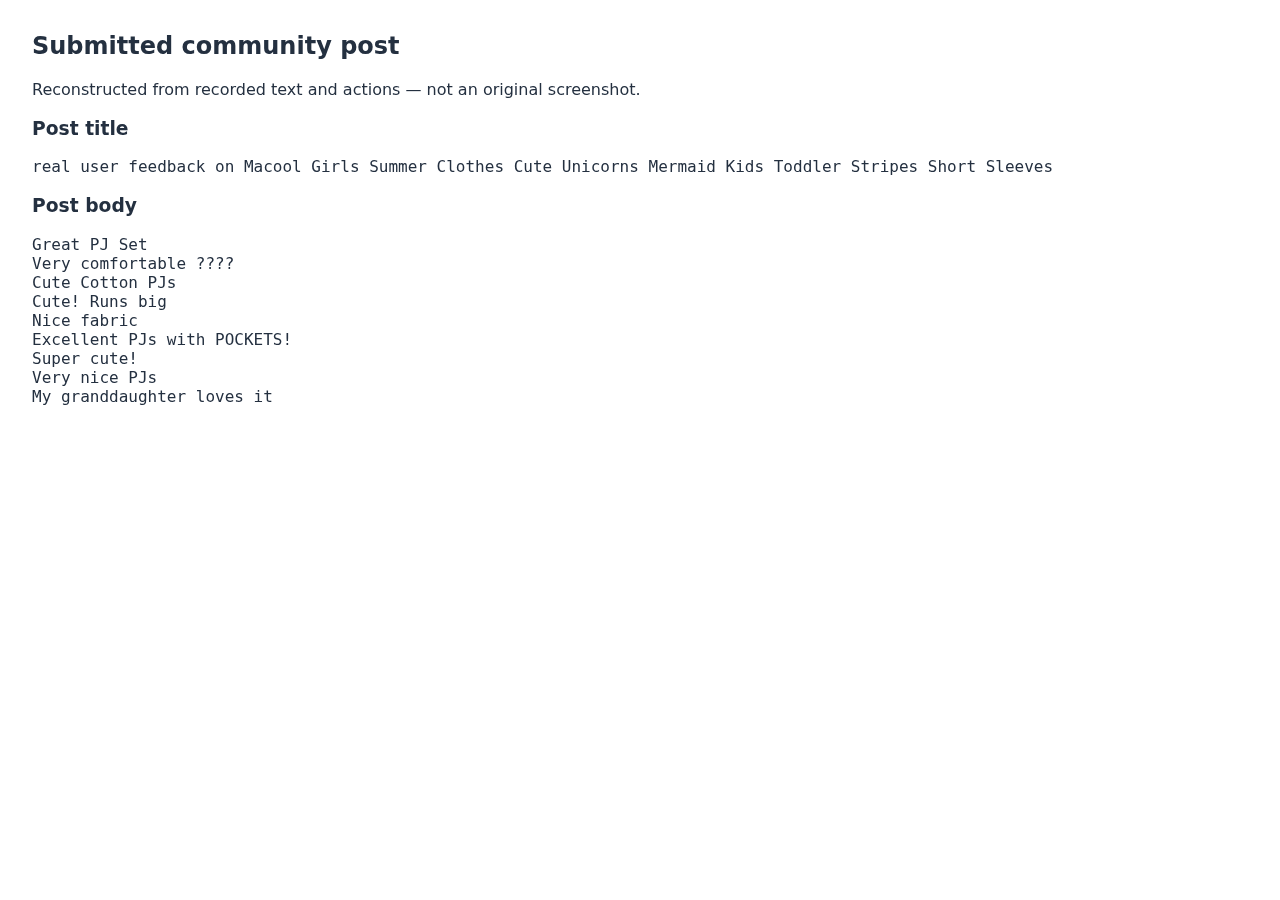 Submitted community post
Reconstructed from recorded text and actions — not an original screenshot.
Post title
real user feedback on Macool Girls Summer Clothes Cute Unicorns Mermaid Kids Toddler Stripes Short Sleeves
Post body
Great PJ Set
Very comfortable ????
Cute Cotton PJs
Cute! Runs big
Nice fabric
Excellent PJs with POCKETS!
Super cute!
Very nice PJs
My granddaughter loves it